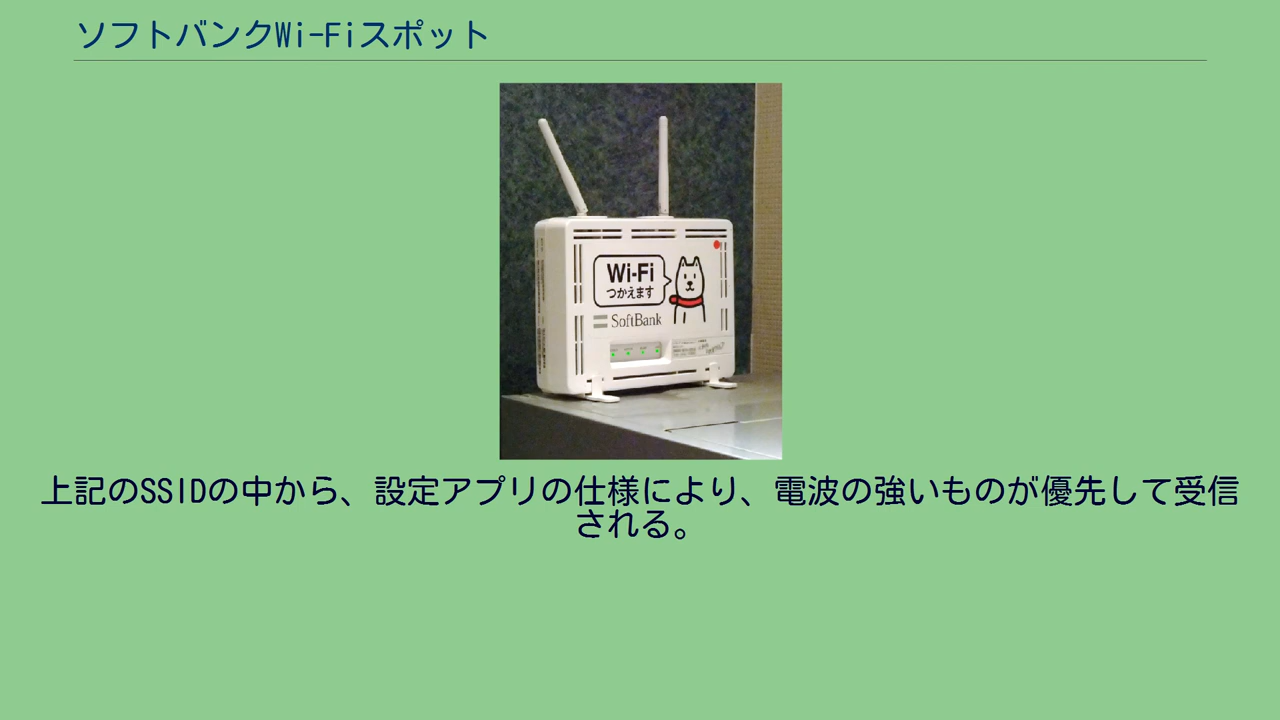 ソフトバンクWi-Fiスポット
Wi-Fi
つかえます
SoftBank
上記のSSIDの中から、設定アプリの仕様により、電波の強いものが優先して受信
される。